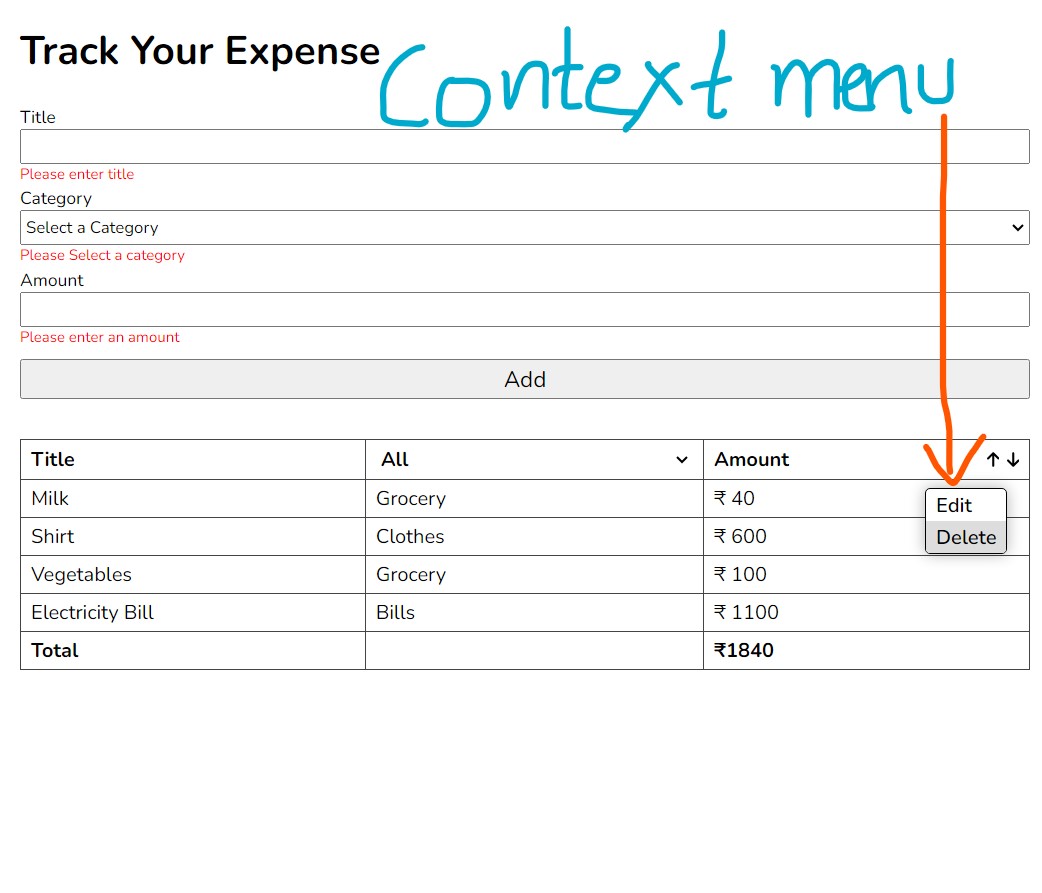 Track Your Expense
Context menu
Title
Please enter title
Category
Select a Category
Please Select a category
Amount
Please enter an amount
Add
Title All Amount ↑ ↓
Milk Grocery ₹ 40
Edit
Shirt Clothes ₹ 600
Delete
Vegetables Grocery ₹ 100
Electricity Bill Bills ₹ 1100
Total ₹1840